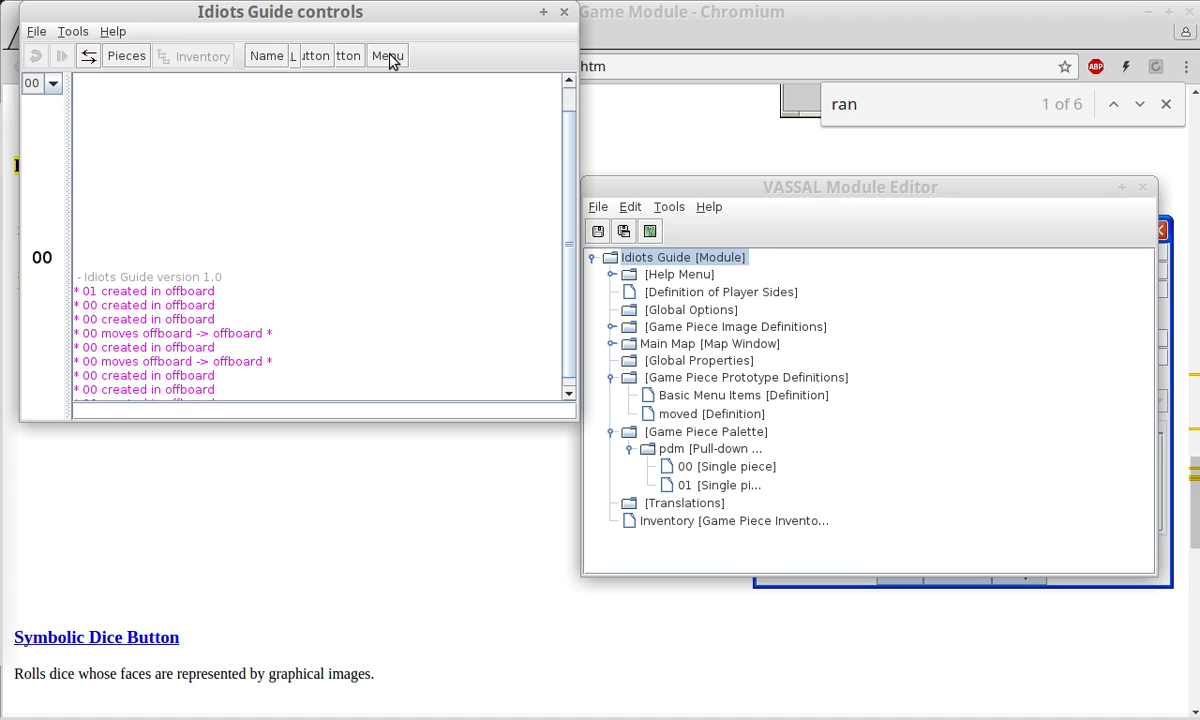 Idiots Guide controls
File Tools Help
Pieces Inventory Name L utton tton Menu
00
00
- Idiots Guide version 1.0
* 01 created in offboard
* 00 created in offboard
* 00 created in offboard
* 00 moves offboard -> offboard *
* 00 created in offboard
* 00 moves offboard -> offboard *
* 00 created in offboard
* 00 created in offboard
Game Module - Chromium
htm
ABP
ran 1 of 6
VASSAL Module Editor
File Edit Tools Help
Idiots Guide [Module]
[Help Menu]
[Definition of Player Sides]
[Global Options]
[Game Piece Image Definitions]
Main Map [Map Window]
[Global Properties]
[Game Piece Prototype Definitions]
Basic Menu Items [Definition]
moved [Definition]
[Game Piece Palette]
pdm [Pull-down ...
00 [Single piece]
01 [Single pi...
[Translations]
Inventory [Game Piece Invento...
Symbolic Dice Button
Rolls dice whose faces are represented by graphical images.